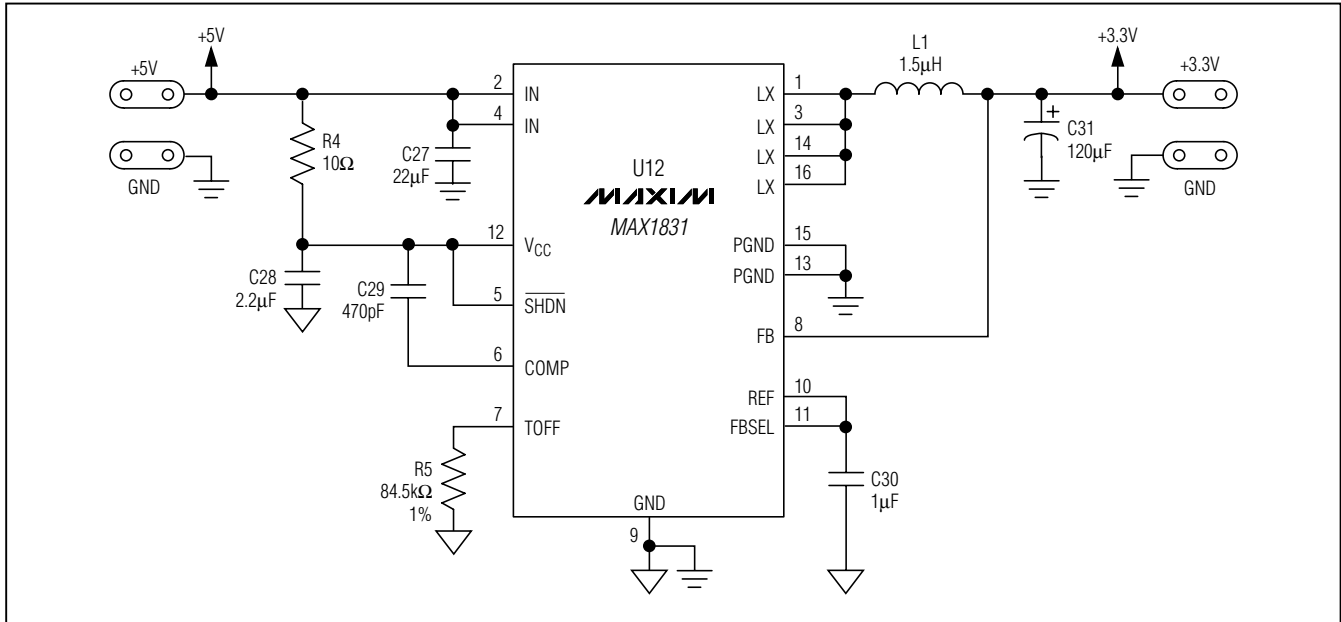 +5V
+5V
GND
R4
10Ω
C27
22μF
C28
2.2μF
C29
470pF
R5
84.5kΩ
1%
2
IN
4
IN
12
VCC
5
SHDN
6
COMP
7
TOFF
U12
MAXIM
MAX1831
GND
9
1
LX
3
LX
14
LX
16
LX
15
PGND
13
PGND
8
FB
10
REF
11
FBSEL
L1
1.5μH
+3.3V
+3.3V
C31
+
120μF
GND
C30
1μF